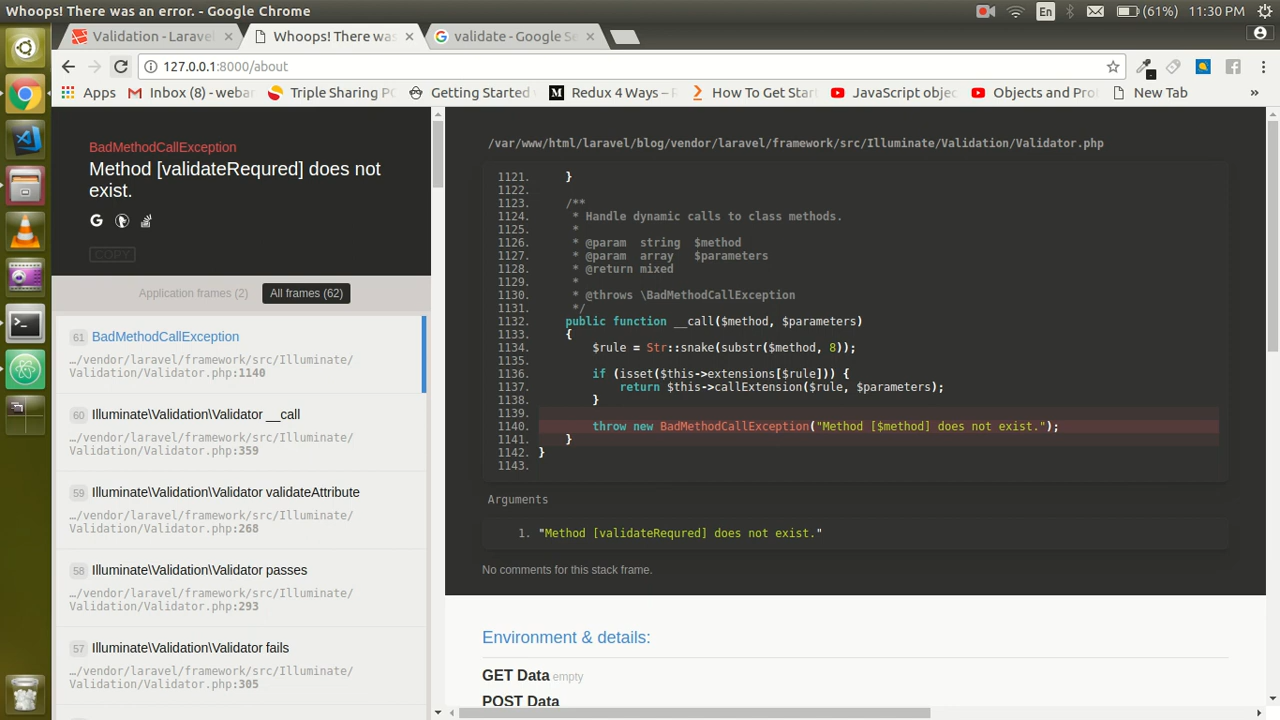 Whoops! There was an error. - Google Chrome
En
(61%)
11:30 PM
Validation - Laravel
Whoops! There was
validate - Google Se
127.0.0.1:8000/about
Apps
Inbox (8) - weba
Triple Sharing PG
Getting Started
Redux 4 Ways –
How To Get Star
JavaScript objec
Objects and Pro
New Tab
»
BadMethodCallException
Method [validateRequred] does not
exist.
COPY
Application frames (2)
All frames (62)
61 BadMethodCallException
…/vendor/laravel/framework/src/Illuminate/
Validation/Validator.php:1140
60 Illuminate\Validation\Validator __call
…/vendor/laravel/framework/src/Illuminate/
Validation/Validator.php:359
59 Illuminate\Validation\Validator validateAttribute
…/vendor/laravel/framework/src/Illuminate/
Validation/Validator.php:268
58 Illuminate\Validation\Validator passes
…/vendor/laravel/framework/src/Illuminate/
Validation/Validator.php:293
57 Illuminate\Validation\Validator fails
…/vendor/laravel/framework/src/Illuminate/
Validation/Validator.php:305
/var/www/html/laravel/blog/vendor/laravel/framework/src/Illuminate/Validation/Validator.php
1121. }
1122.
1123. /**
1124. * Handle dynamic calls to class methods.
1125. *
1126. * @param string $method
1127. * @param array $parameters
1128. * @return mixed
1129. *
1130. * @throws \BadMethodCallException
1131. */
1132. public function __call($method, $parameters)
1133. {
1134. $rule = Str::snake(substr($method, 8));
1135.
1136. if (isset($this->extensions[$rule])) {
1137. return $this->callExtension($rule, $parameters);
1138. }
1139.
1140. throw new BadMethodCallException("Method [$method] does not exist.");
1141. }
1142. }
1143.
Arguments
1. "Method [validateRequred] does not exist."
No comments for this stack frame.
Environment & details:
GET Data empty
POST Data